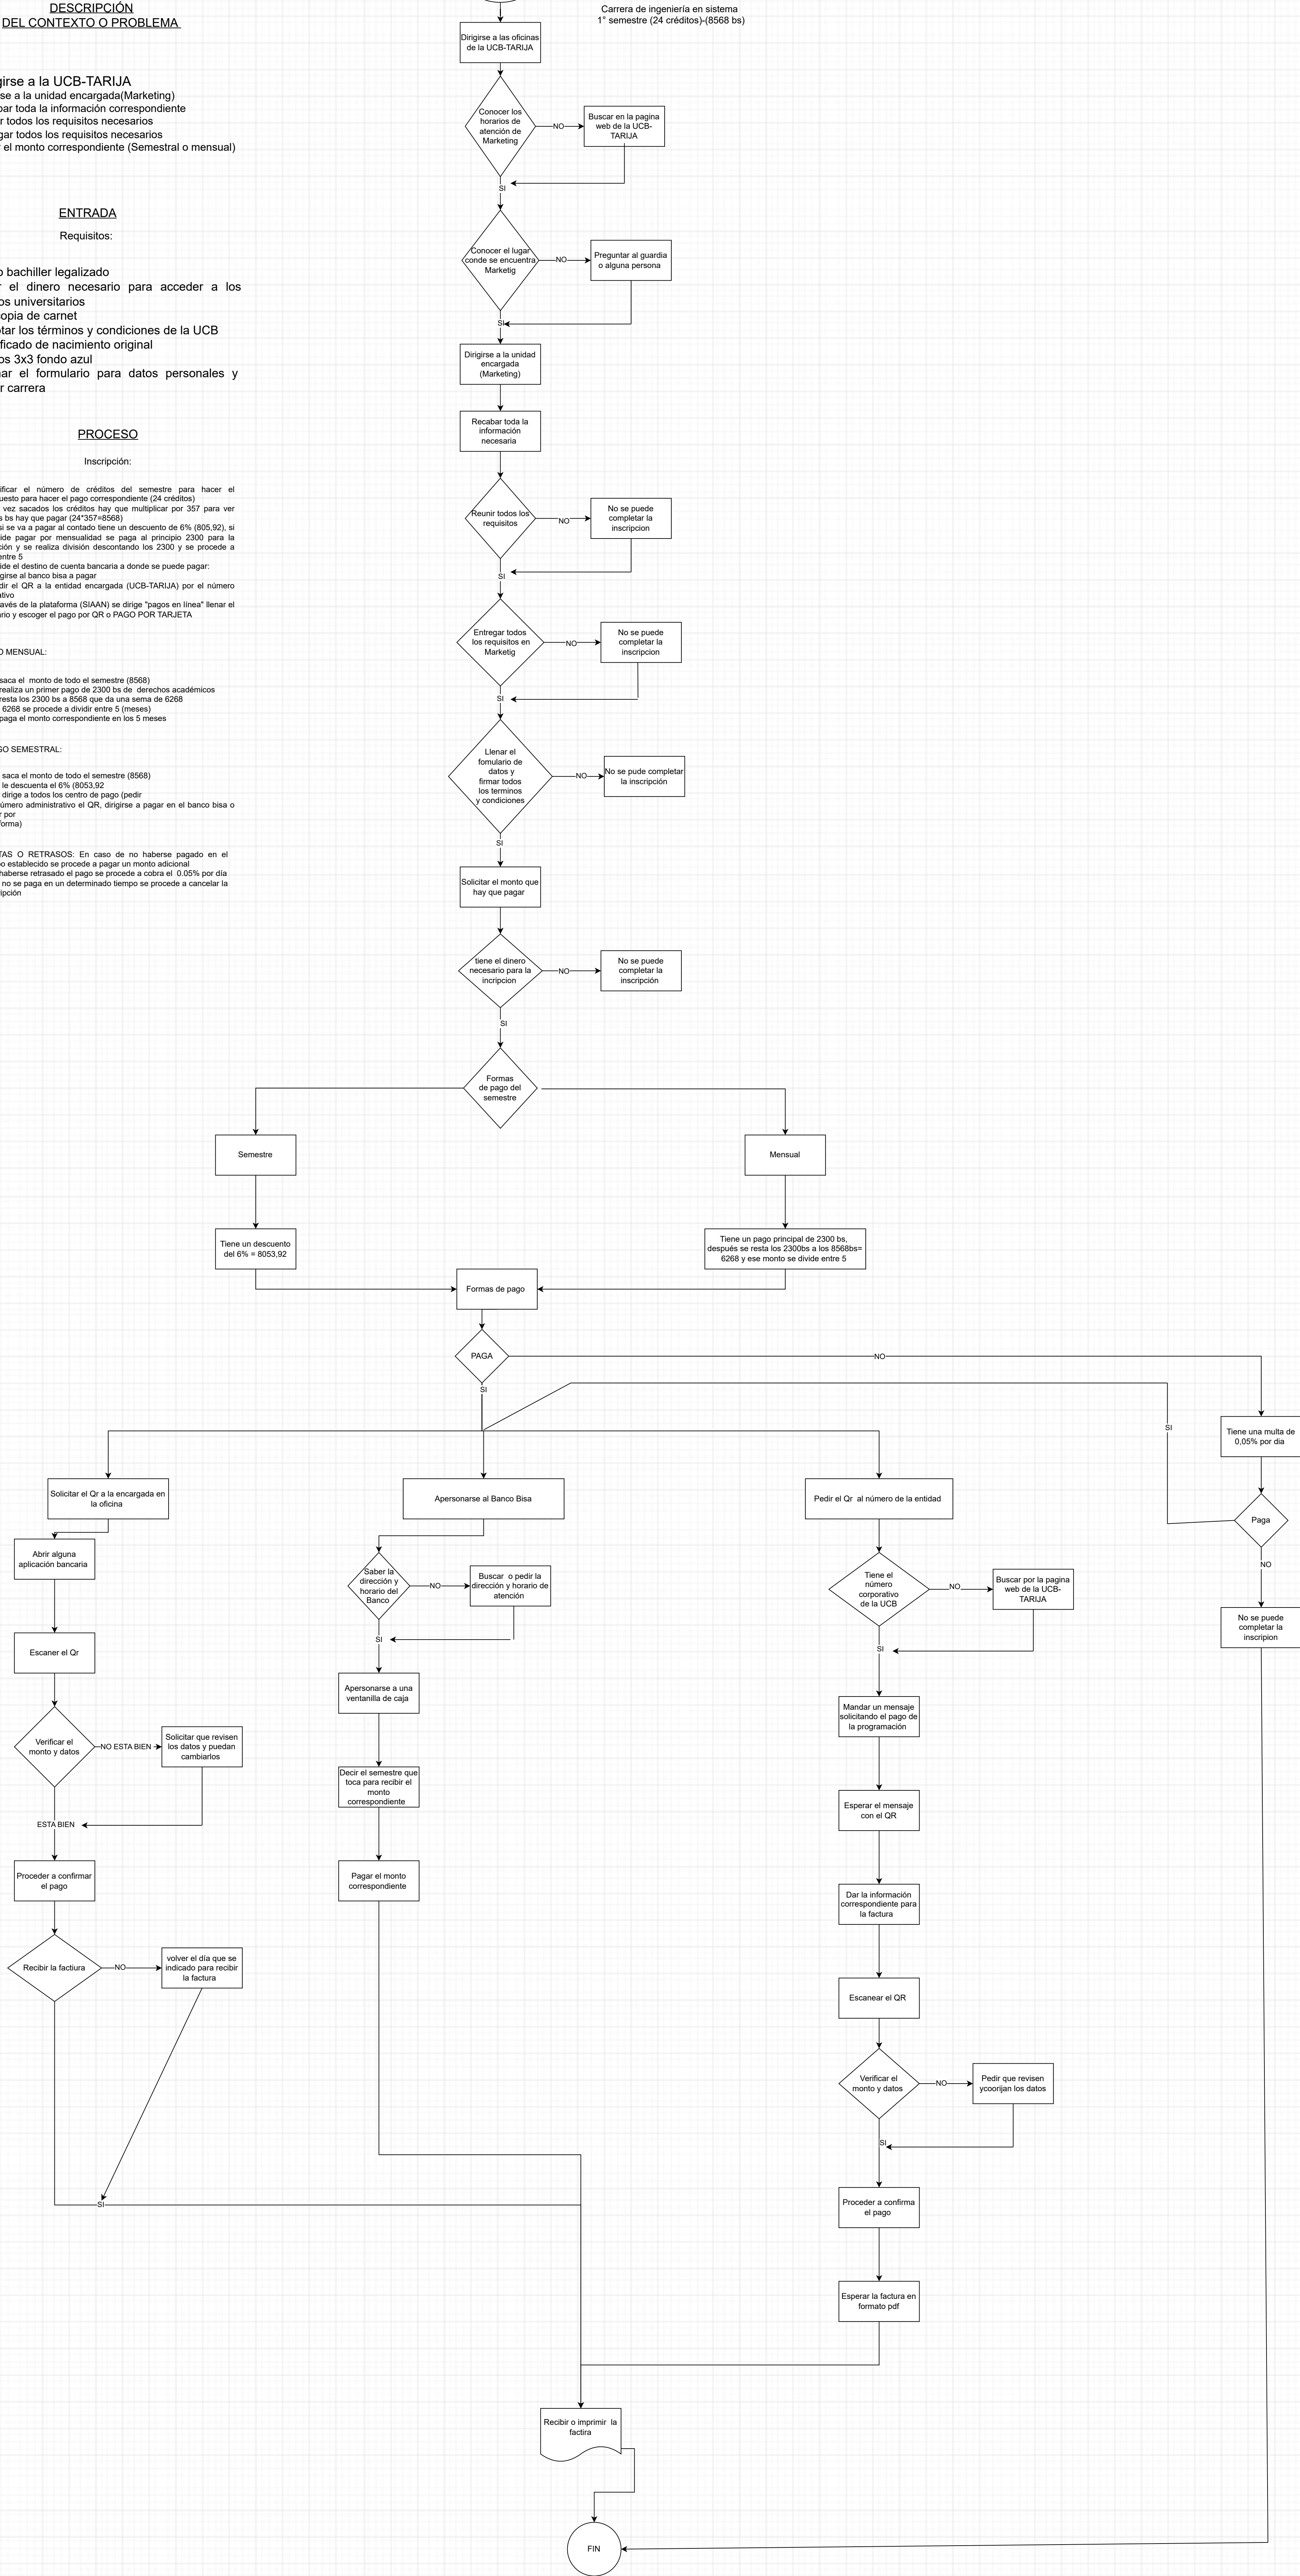 DESCRIPCIÓN
DEL CONTEXTO O PROBLEMA
girse a la UCB-TARIJA
se a la unidad encargada(Marketing)
bar toda la información correspondiente
r todos los requisitos necesarios
gar todos los requisitos necesarios
r el monto correspondiente (Semestral o mensual)
ENTRADA
Requisitos:
o bachiller legalizado
r el dinero necesario para acceder a los
os universitarios
copia de carnet
ptar los términos y condiciones de la UCB
ificado de nacimiento original
os 3x3 fondo azul
nar el formulario para datos personales y
r carrera
PROCESO
Inscripción:
ificar el número de créditos del semestre para hacer el
uesto para hacer el pago correspondiente (24 créditos)
vez sacados los créditos hay que multiplicar por 357 para ver
s bs hay que pagar (24*357=8568)
si se va a pagar al contado tiene un descuento de 6% (805,92), si
ide pagar por mensualidad se paga al principio 2300 para la
ción y se realiza división descontando los 2300 y se procede a
entre 5
ide el destino de cuenta bancaria a donde se puede pagar:
girse al banco bisa a pagar
dir el QR a la entidad encargada (UCB-TARIJA) por el número
ativo
ravés de la plataforma (SIAAN) se dirige "pagos en línea" llenar el
ario y escoger el pago por QR o PAGO POR TARJETA
O MENSUAL:
saca el monto de todo el semestre (8568)
realiza un primer pago de 2300 bs de derechos académicos
resta los 2300 bs a 8568 que da una sema de 6268
6268 se procede a dividir entre 5 (meses)
paga el monto correspondiente en los 5 meses
GO SEMESTRAL:
saca el monto de todo el semestre (8568)
le descuenta el 6% (8053,92
dirige a todos los centro de pago (pedir
úmero administrativo el QR, dirigirse a pagar en el banco bisa o
r por
forma)
TAS O RETRASOS: En caso de no haberse pagado en el
po establecido se procede a pagar un monto adicional
haberse retrasado el pago se procede a cobra el 0.05% por día
no se paga en un determinado tiempo se procede a cancelar la
ripción
Carrera de ingeniería en sistema
1° semestre (24 créditos)-(8568 bs)
Dirigirse a las oficinas
de la UCB-TARIJA
Conocer los
horarios de
atención de
Marketing
NO
Buscar en la pagina
web de la UCB-
TARIJA
SI
Conocer el lugar
conde se encuentra
Marketig
NO
Preguntar al guardia
o alguna persona
SI
Dirigirse a la unidad
encargada
(Marketing)
Recabar toda la
información
necesaria
Reunir todos los
requisitos
NO
No se puede
completar la
inscripcion
SI
Entregar todos
los requisitos en
Marketig
NO
No se puede
completar la
inscripcion
SI
Llenar el
fomulario de
datos y
firmar todos
los terminos
y condiciones
NO
No se pude completar
la inscripción
SI
Solicitar el monto que
hay que pagar
tiene el dinero
necesario para la
incripcion
NO
No se puede
completar la
inscripción
SI
Formas
de pago del
semestre
Semestre
Mensual
Tiene un descuento
del 6% = 8053,92
Tiene un pago principal de 2300 bs,
después se resta los 2300bs a los 8568bs=
6268 y ese monto se divide entre 5
Formas de pago
PAGA
NO
SI
SI
Tiene una multa de
0,05% por dia
Paga
NO
No se puede
completar la
inscripion
Solicitar el Qr a la encargada en
la oficina
Abrir alguna
aplicación bancaria
Escaner el Qr
Verificar el
monto y datos
NO ESTA BIEN
Solicitar que revisen
los datos y puedan
cambiarlos
ESTA BIEN
Proceder a confirmar
el pago
Recibir la factiura
NO
volver el día que se
indicado para recibir
la factura
SI
Apersonarse al Banco Bisa
Saber la
dirección y
horario del
Banco
NO
Buscar o pedir la
dirección y horario de
atención
SI
Apersonarse a una
ventanilla de caja
Decir el semestre que
toca para recibir el
monto
correspondiente
Pagar el monto
correspondiente
Pedir el Qr al número de la entidad
Tiene el
número
corporativo
de la UCB
NO
Buscar por la pagina
web de la UCB-
TARIJA
SI
Mandar un mensaje
solicitando el pago de
la programación
Esperar el mensaje
con el QR
Dar la información
correspondiente para
la factura
Escanear el QR
Verificar el
monto y datos
NO
Pedir que revisen
ycoorijan los datos
SI
Proceder a confirma
el pago
Esperar la factura en
formato pdf
Recibir o imprimir la
factira
FIN